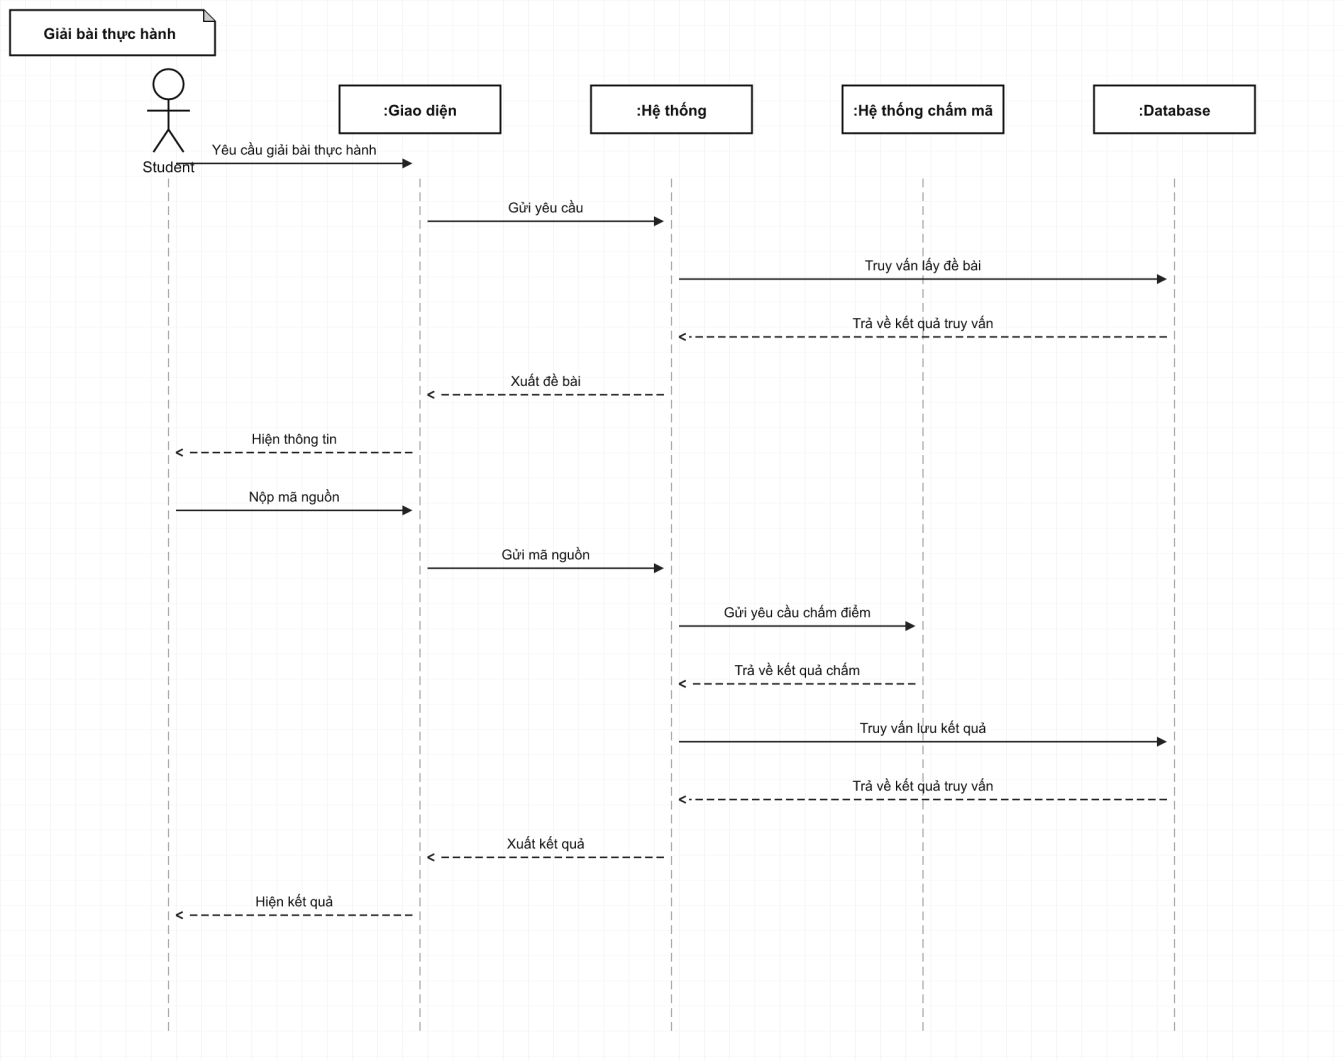 Giải bài thực hành
:Giao diện
:Hệ thống
:Hệ thống chấm mã
:Database
Student
Yêu cầu giải bài thực hành
Gửi yêu cầu
Truy vấn lấy đề bài
Trả về kết quả truy vấn
Xuất đề bài
Hiện thông tin
Nộp mã nguồn
Gửi mã nguồn
Gửi yêu cầu chấm điểm
Trả về kết quả chấm
Truy vấn lưu kết quả
Trả về kết quả truy vấn
Xuất kết quả
Hiện kết quả